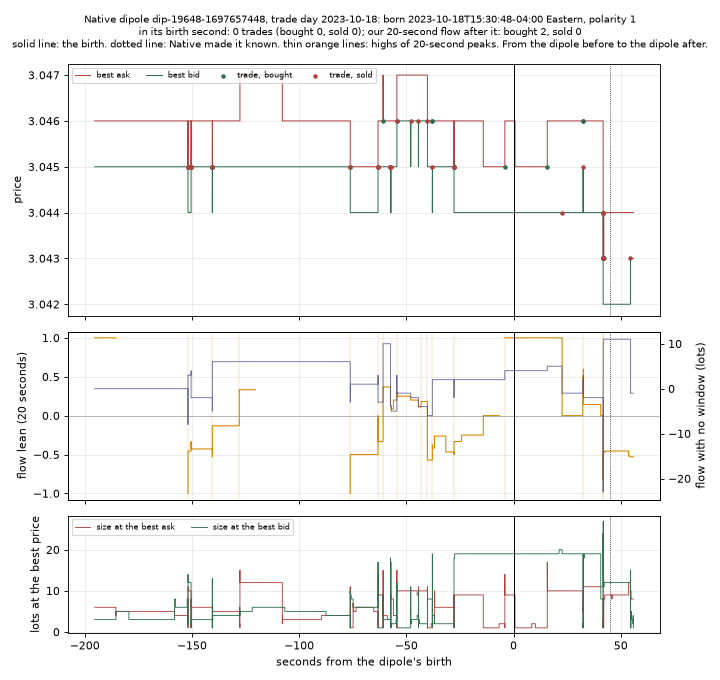 Native dipole dip-19648-1697657448, trade day 2023-10-18: born 2023-10-18T15:30:48-04:00 Eastern, polarity 1
in its birth second: 0 trades (bought 0, sold 0); our 20-second flow after it: bought 2, sold 0
solid line: the birth. dotted line: Native made it known. thin orange lines: highs of 20-second peaks. From the dipole before to the dipole after.
best ask best bid trade, bought trade, sold
3.047
3.046
3.045
3.044
3.043
3.042
price
1.0
0.5
0.0
−0.5
−1.0
flow lean (20 seconds)
10
0
−10
−20
flow with no window (lots)
size at the best ask size at the best bid
20
10
0
lots at the best price
−200 −150 −100 −50 0 50
seconds from the dipole's birth